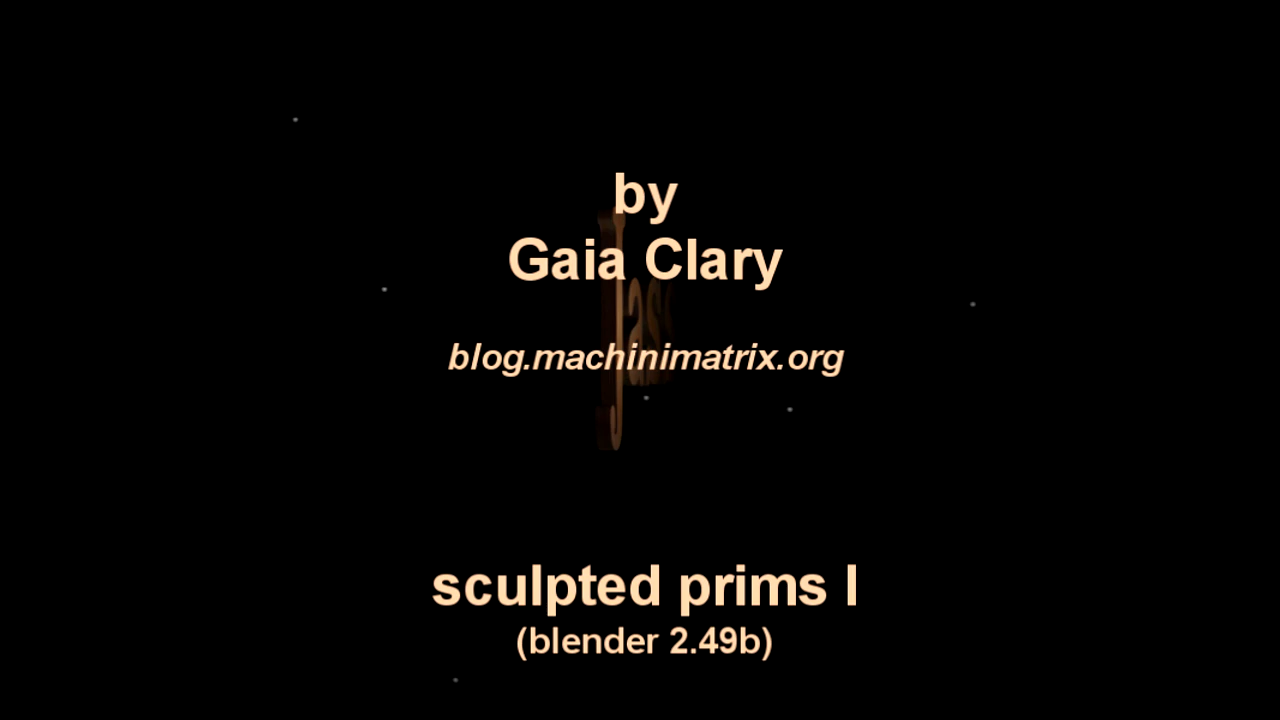 by
Gaia Clary
blog.machinimatrix.org
sculpted prims I
(blender 2.49b)